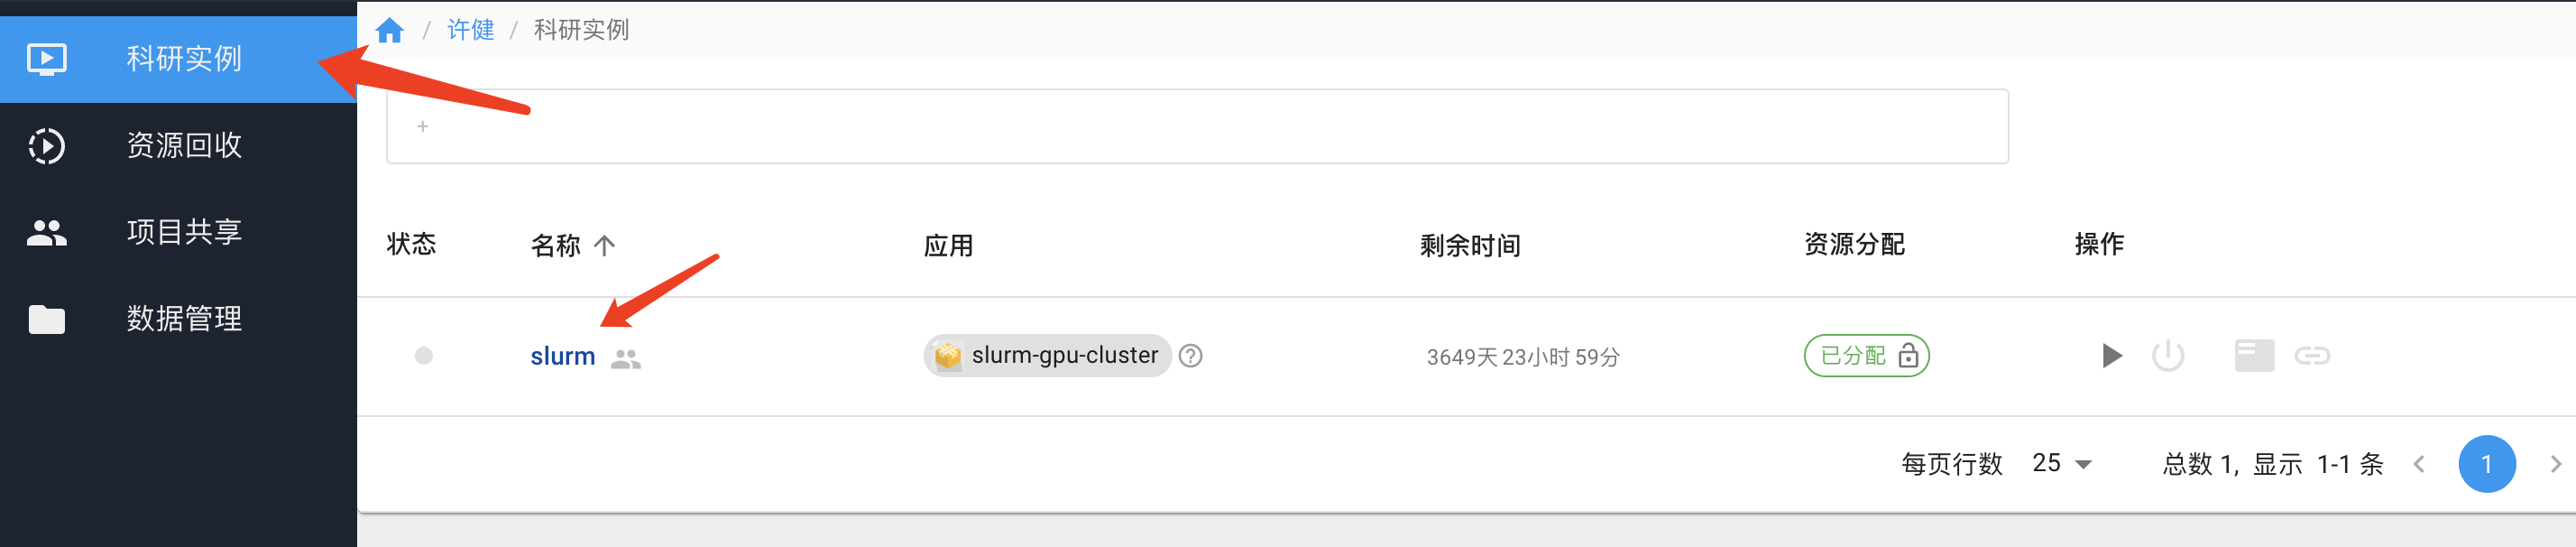 科研实例
资源回收
项目共享
数据管理
/ 许健 / 科研实例
+
状态 名称 应用 剩余时间 资源分配 操作
slurm slurm-gpu-cluster 3649天 23小时 59分 已分配
每页行数 25 总数 1, 显示 1-1 条 1